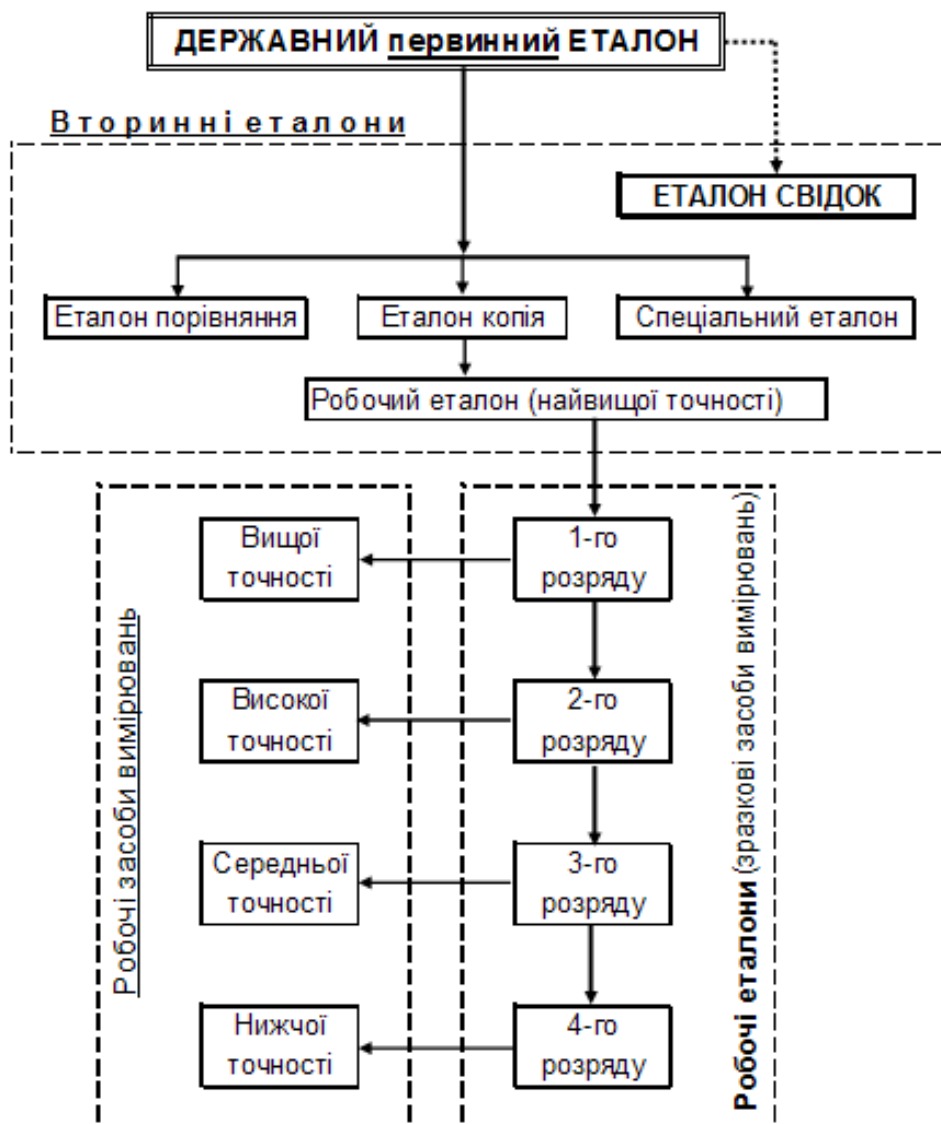 ДЕРЖАВНИЙ первинний ЕТАЛОН
Вторинні еталони
ЕТАЛОН СВІДОК
Еталон порівняння
Еталон копія
Спеціальний еталон
Робочий еталон (найвищої точності)
Робочі засоби вимірювань
Вищої
точності
1-го
розряду
Високої
точності
2-го
розряду
Середньої
точності
3-го
розряду
Нижчої
точності
4-го
розряду
Робочі еталони (зразкові засоби вимірювань)